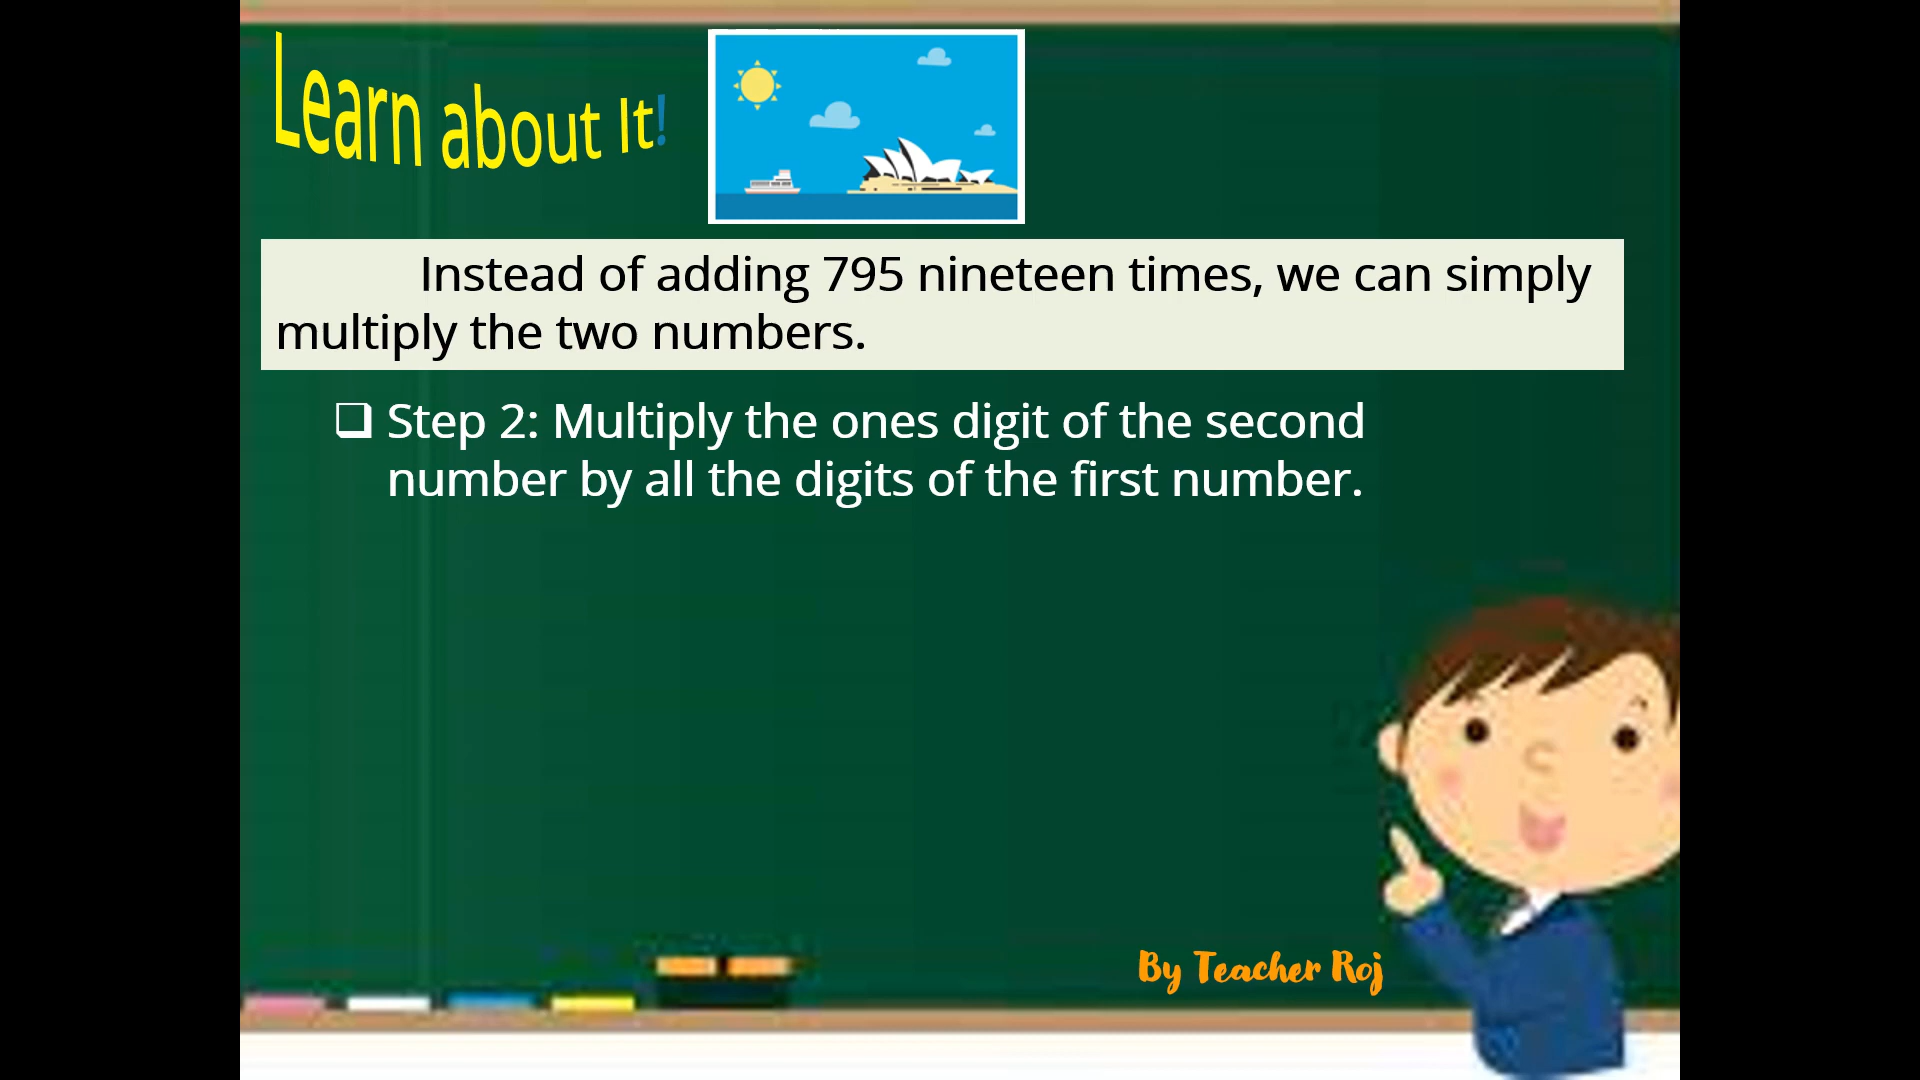 Learn about It!
Instead of adding 795 nineteen times, we can simply
multiply the two numbers.
Step 2: Multiply the ones digit of the second
number by all the digits of the first number.
By Teacher Roj